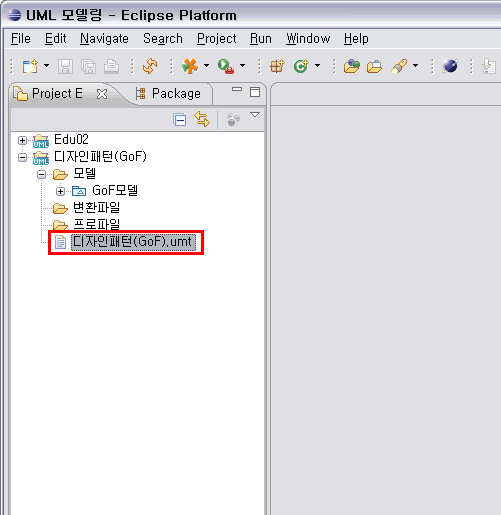 UML 모델링 - Eclipse Platform
File Edit Navigate Search Project Run Window Help
Project E Package
Edu02
디자인패턴(GoF)
모델
GoF모델
변환파일
프로파일
디자인패턴(GoF).umt